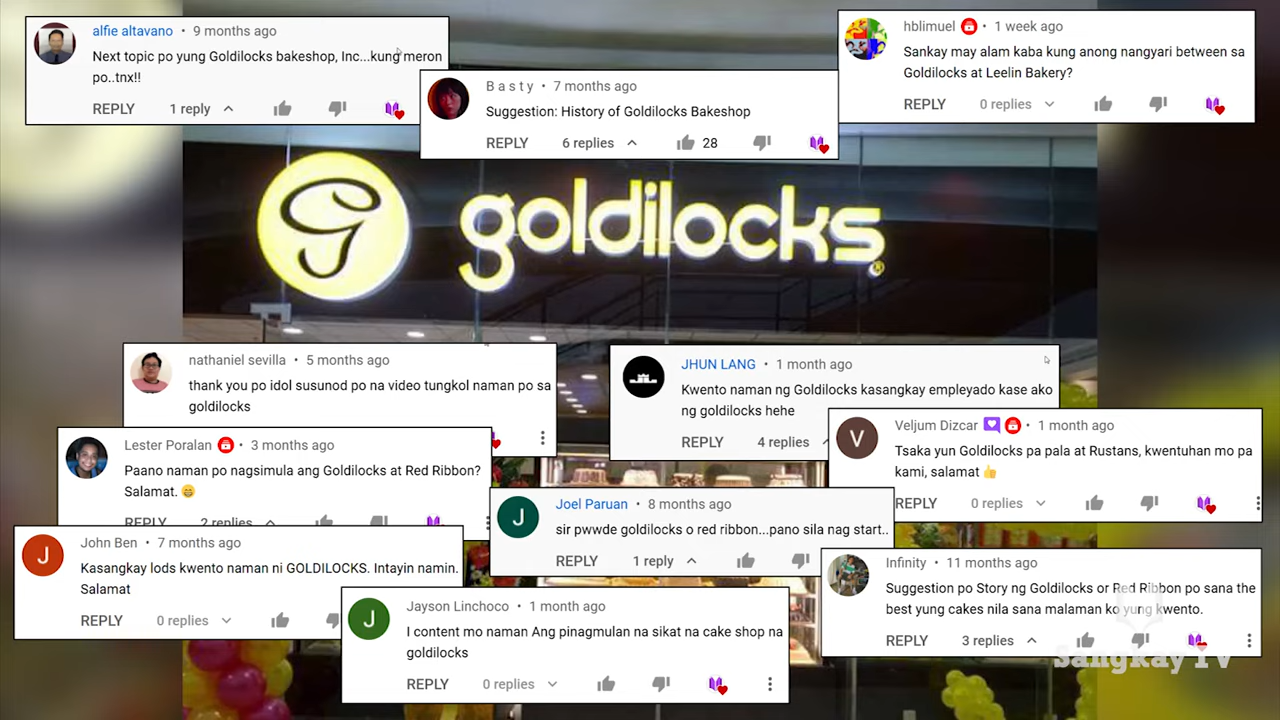 alfie altavano • 9 months ago
Next topic po yung Goldilocks bakeshop, Inc...kung meron
po..tnx!!
REPLY 1 reply
B a s t y • 7 months ago
Suggestion: History of Goldilocks Bakeshop
REPLY 6 replies 28
hblimuel • 1 week ago
Sankay may alam kaba kung anong nangyari between sa
Goldilocks at Leelin Bakery?
REPLY 0 replies
goldilocks
nathaniel sevilla • 5 months ago
thank you po idol susunod po na video tungkol naman po sa
goldilocks
JHUN LANG • 1 month ago
Kwento naman ng Goldilocks kasangkay empleyado kase ako
ng goldilocks hehe
REPLY 4 replies
Lester Poralan • 3 months ago
Paano naman po nagsimula ang Goldilocks at Red Ribbon?
Salamat. 😁
REPLY 2 replies
V
Veljum Dizcar • 1 month ago
Tsaka yun Goldilocks pa pala at Rustans, kwentuhan mo pa
kami, salamat 👍
REPLY 0 replies
J
Joel Paruan • 8 months ago
sir pwwde goldilocks o red ribbon...pano sila nag start..
REPLY 1 reply
J
John Ben • 7 months ago
Kasangkay lods kwento naman ni GOLDILOCKS. Intayin namin.
Salamat
REPLY 0 replies
Infinity • 11 months ago
Suggestion po Story ng Goldilocks or Red Ribbon po sana the
best yung cakes nila sana malaman ko yung kwento.
REPLY 3 replies
J
Jayson Linchoco • 1 month ago
I content mo naman Ang pinagmulan na sikat na cake shop na
goldilocks
REPLY 0 replies
Sangkay TV